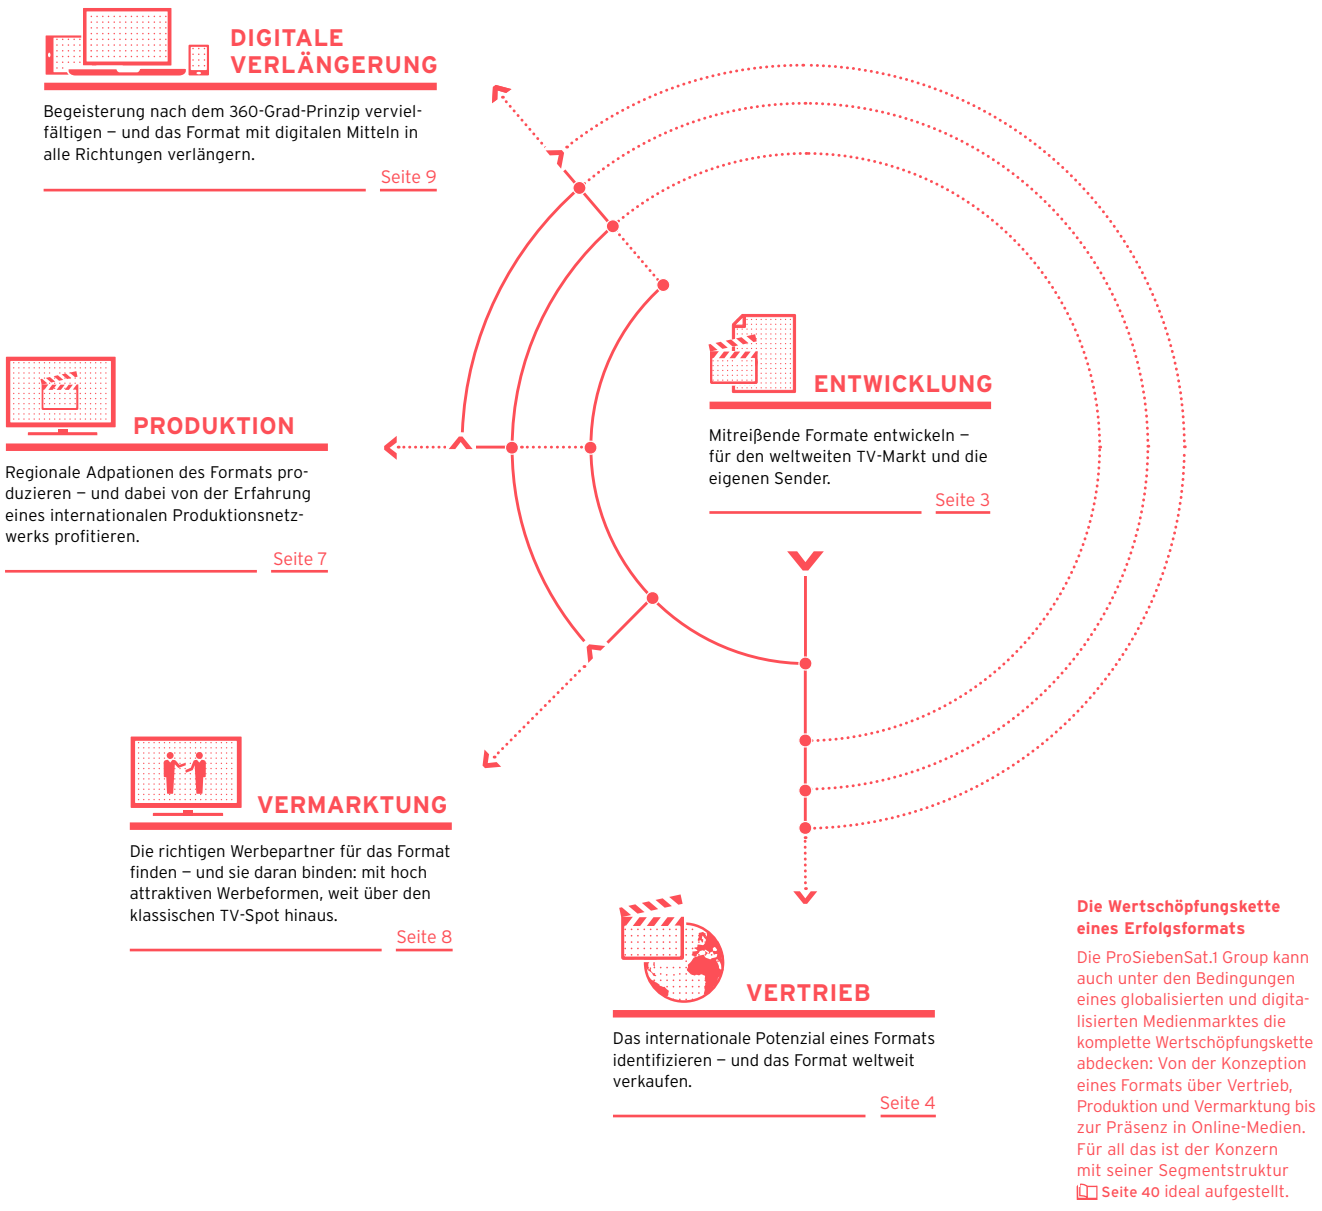 DIGITALE
VERLÄNGERUNG
Begeisterung nach dem 360-Grad-Prinzipverviel-
fältigen – und das Format mit digitalen Mitteln in
alle Richtungen verlängern.
Seite 9
ENTWICKLUNG
Mitreißende Formate entwickeln –
für den weltweiten TV-Markt und die
eigenen Sender.
Seite 3
PRODUKTION
Regionale Adpationen des Formats pro-
duzieren – und dabei von der Erfahrung
eines internationalen Produktionsnetz-
werks profitieren.
Seite 7
VERMARKTUNG
Die richtigen Werbepartner für das Format
finden – und sie daran binden: mit hoch
attraktiven Werbeformen, weit über den
klassischen TV-Spot hinaus.
Seite 8
VERTRIEB
Das internationale Potenzial eines Formats
identifizieren – und das Format weltweit
verkaufen.
Seite 4
Die Wertschöpfungskette
eines Erfolgsformats
Die ProSiebenSat.1 Group kann
auch unter den Bedingungen
eines globalisierten und digita-
lisierten Medienmarktes die
komplette Wertschöpfungskette
abdecken: Von der Konzeption
eines Formats über Vertrieb,
Produktion und Vermarktung bis
zur Präsenz in Online-Medien.
Für all das ist der Konzern
mit seiner Segmentstruktur
Seite 40 ideal aufgestellt.